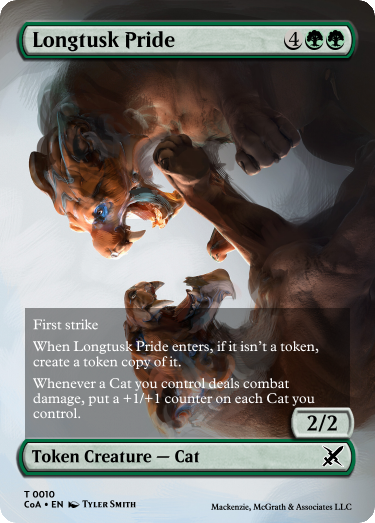 Longtusk Pride 4
First strike
When Longtusk Pride enters, if it isn't a token,
create a token copy of it.
Whenever a Cat you control deals combat
damage, put a +1/+1 counter on each Cat you
control.
2/2
Token Creature — Cat
T 0010
CoA • EN Tyler Smith
Mackenzie, McGrath & Associates LLC